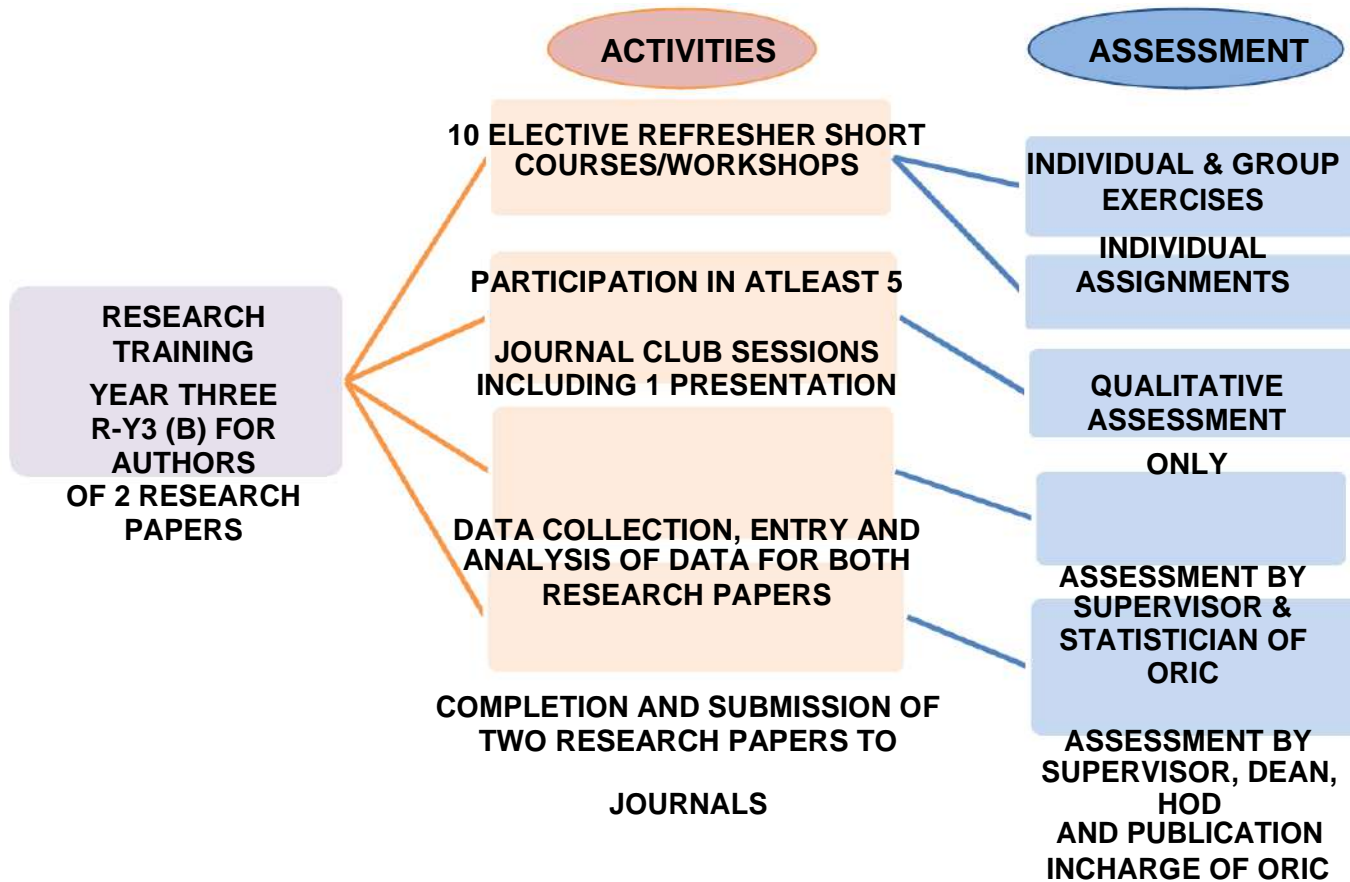 ACTIVITIES
ASSESSMENT
RESEARCH
TRAINING
YEAR THREE
R-Y3 (B) FOR
AUTHORS
OF 2 RESEARCH
PAPERS
10 ELECTIVE REFRESHER SHORT
COURSES/WORKSHOPS
PARTICIPATION IN ATLEAST 5
JOURNAL CLUB SESSIONS
INCLUDING 1 PRESENTATION
DATA COLLECTION, ENTRY AND
ANALYSIS OF DATA FOR BOTH
RESEARCH PAPERS
COMPLETION AND SUBMISSION OF
TWO RESEARCH PAPERS TO
JOURNALS
INDIVIDUAL & GROUP
EXERCISES
INDIVIDUAL
ASSIGNMENTS
QUALITATIVE
ASSESSMENT
ONLY
ASSESSMENT BY
SUPERVISOR &
STATISTICIAN OF
ORIC
ASSESSMENT BY
SUPERVISOR, DEAN,
HOD
AND PUBLICATION
INCHARGE OF ORIC